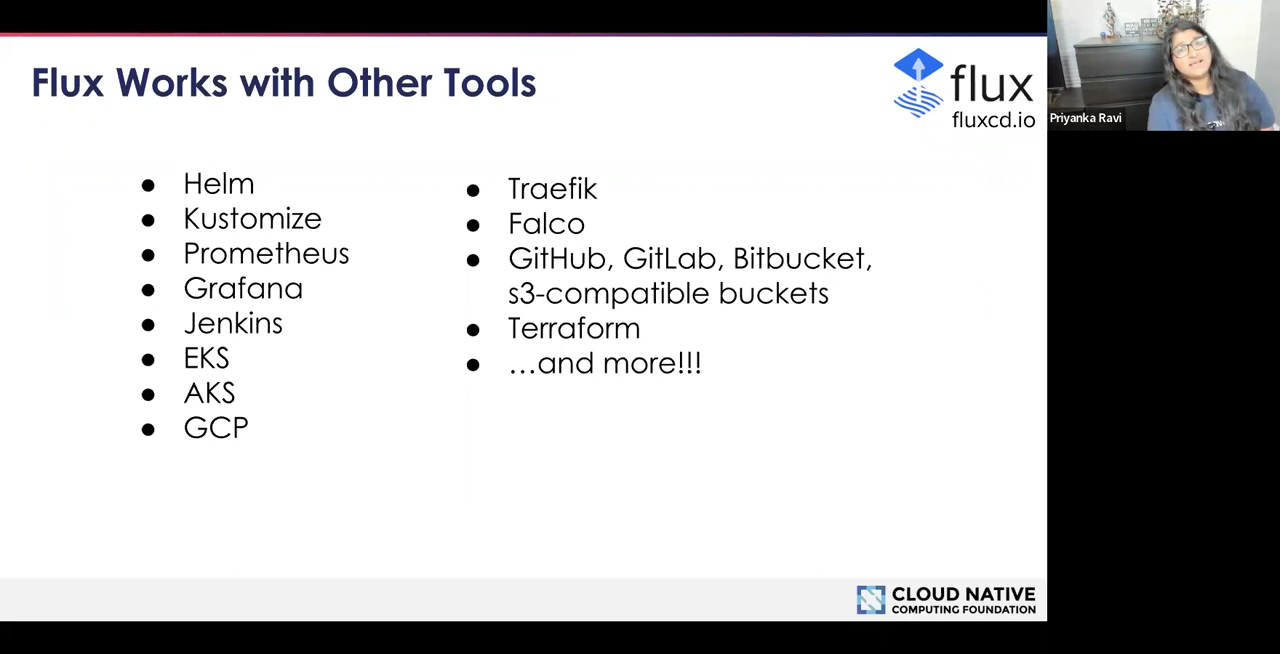 Flux Works with Other Tools
flux
fluxcd.io
Priyanka Ravi
● Helm
● Kustomize
● Prometheus
● Grafana
● Jenkins
● EKS
● AKS
● GCP
● Traefik
● Falco
● GitHub, GitLab, Bitbucket,
s3-compatible buckets
● Terraform
● …and more!!!
CLOUD NATIVE
COMPUTING FOUNDATION